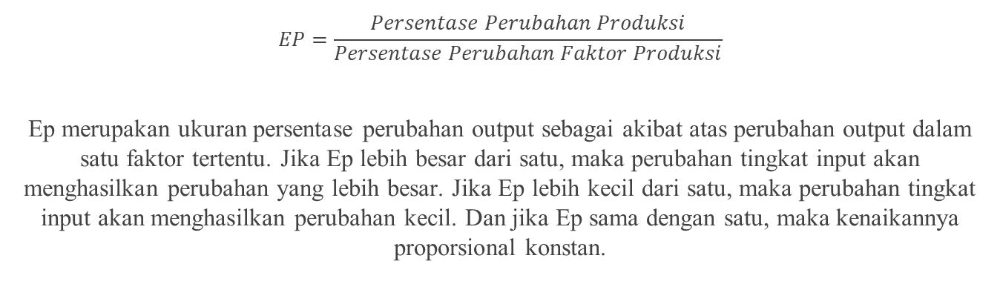 EP = Persentase Perubahan Produksi / Persentase Perubahan Faktor Produksi
Ep merupakan ukuran persentase perubahan output sebagai akibat atas perubahan output dalam
satu faktor tertentu. Jika Ep lebih besar dari satu, maka perubahan tingkat input akan
menghasilkan perubahan yang lebih besar. Jika Ep lebih kecil dari satu, maka perubahan tingkat
input akan menghasilkan perubahan kecil. Dan jika Ep sama dengan satu, maka kenaikannya
proporsional konstan.